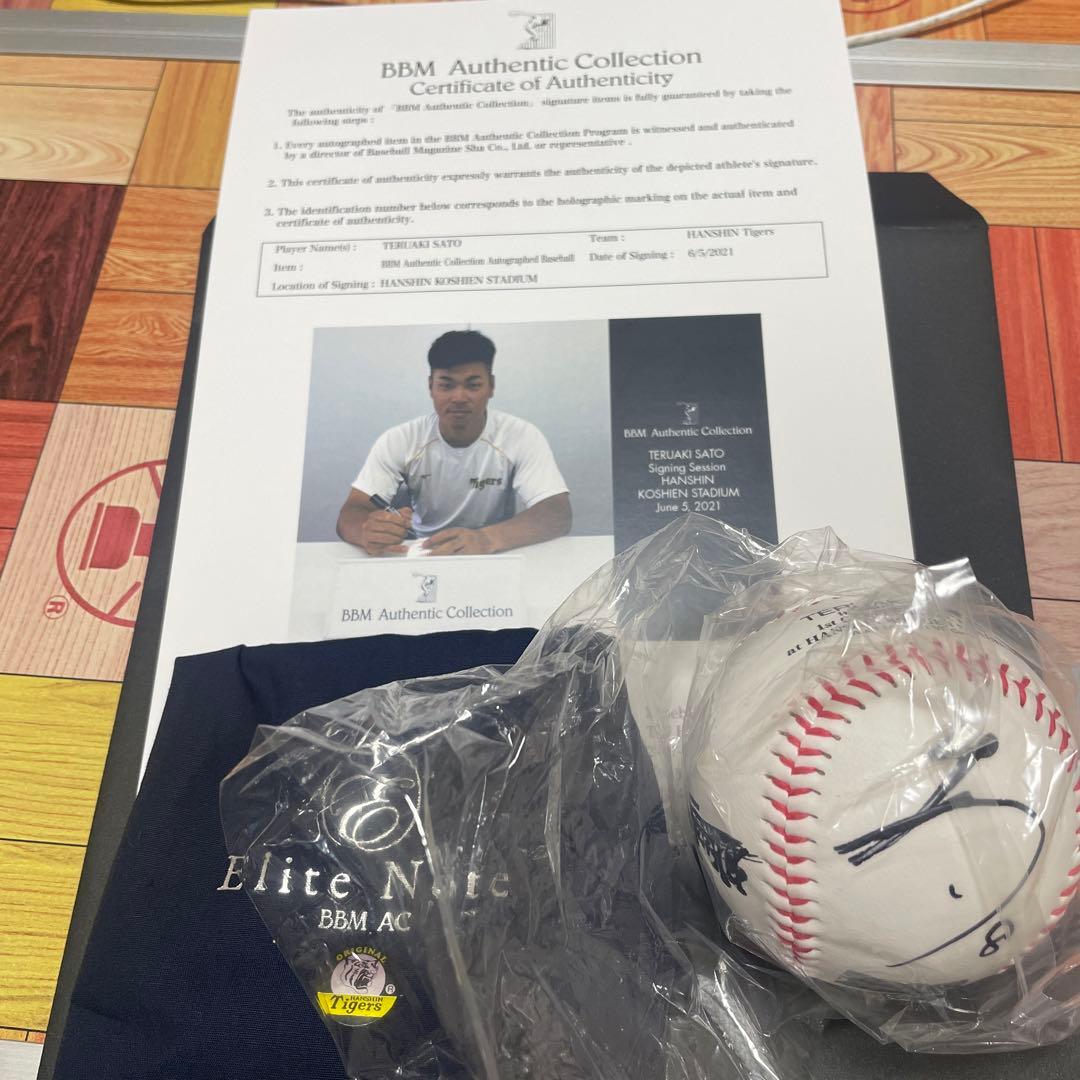 BBM Authentic Collection
Certificate of Authenticity
The authenticity of 「BBM Authentic Collection」 signature items is fully guaranteed by taking the
following steps :
1. Every autographed item in the BBM Authentic Collection Program is witnessed and authenticated
by a director of Baseball Magazine Sha Co., Ltd. or representative .
2. This certificate of authenticity expressly warrants the authenticity of the depicted athlete's signature.
3. The identification number below corresponds to the holographic marking on the actual item and
certificate of authenticity.
Player Name(s) : TERUAKI SATO Team : HANSHIN Tigers
Item : BBM Authentic Collection Autographed Baseball Date of Signing : 6/5/2021
Location of Signing : HANSHIN KOSHIEN STADIUM
Tigers
BBM Authentic Collection
TERUAKI SATO
Signing Session
HANSHIN
KOSHIEN STADIUM
June 5, 2021
BBM Authentic Collection
1st
at HAN
E
Elite Note
BBM AC
ORIGINAL
®
HANSHIN
Tigers
®
8